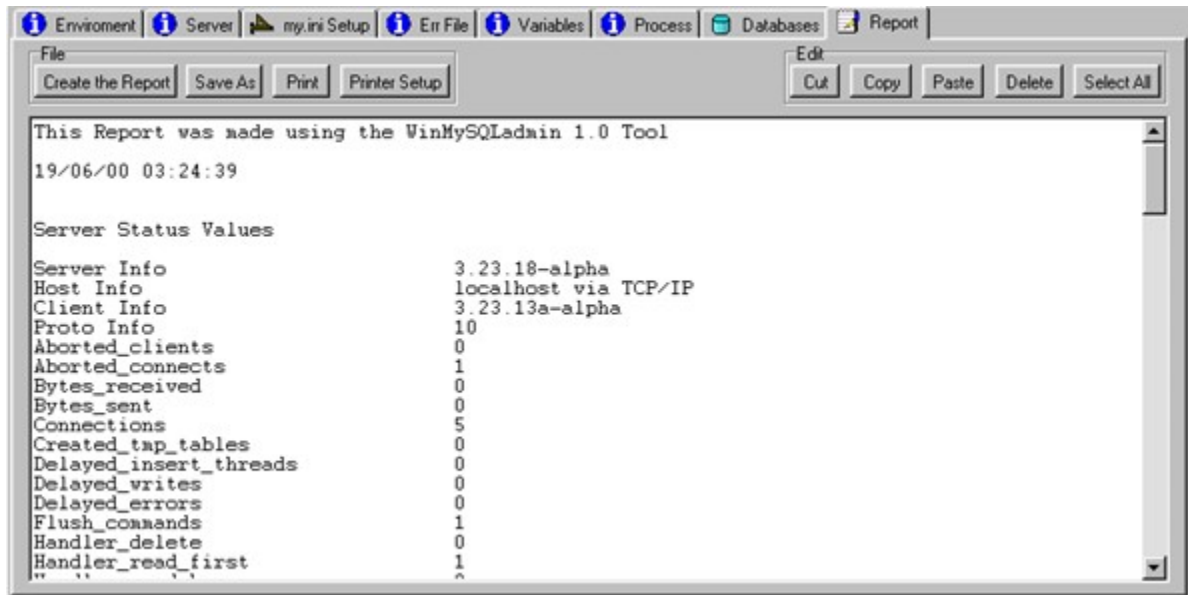 Enviroment Server my.ini Setup Err File Variables Process Databases Report
File Edit
Create the Report Save As Print Printer Setup Cut Copy Paste Delete Select All
This Report was made using the WinMySQLadmin 1.0 Tool
19/06/00 03:24:39
Server Status Values
Server Info 3.23.18-alpha
Host Info localhost via TCP/IP
Client Info 3.23.13a-alpha
Proto Info 10
Aborted_clients 0
Aborted_connects 1
Bytes_received 0
Bytes_sent 0
Connections 5
Created_tmp_tables 0
Delayed_insert_threads 0
Delayed_writes 0
Delayed_errors 0
Flush_commands 1
Handler_delete 0
Handler_read_first 1